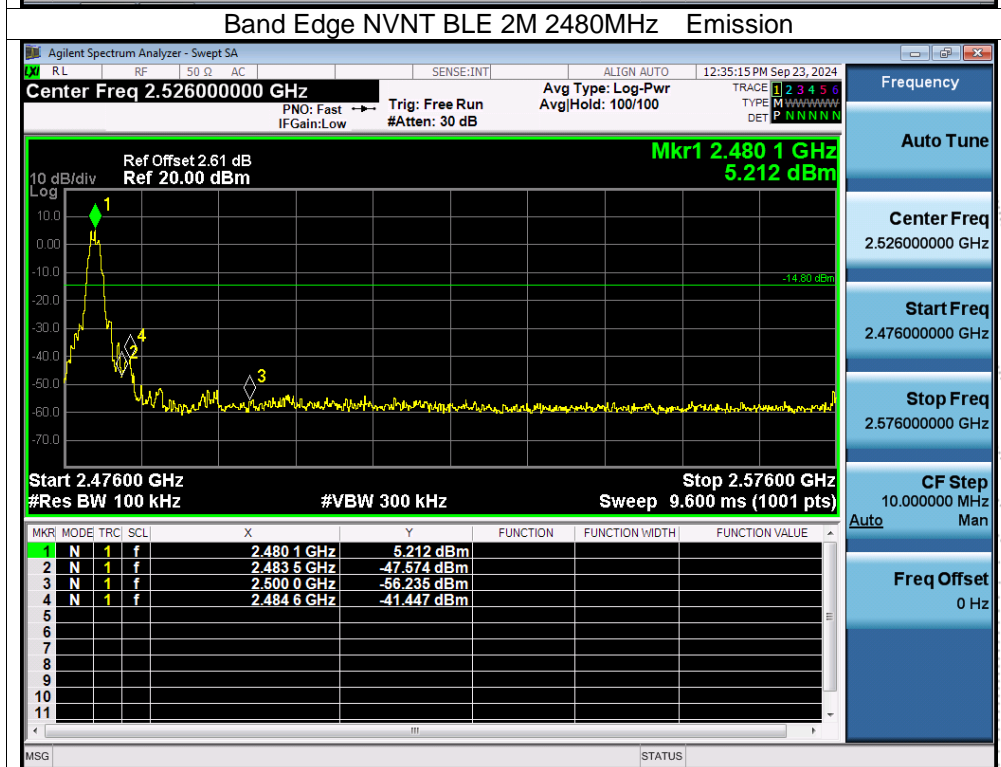 Band Edge NVNT BLE 2M 2480MHz Emission
Agilent Spectrum Analyzer - Swept SA
LXI RL RF 50 Ω AC SENSE:INT ALIGN AUTO 12:35:15 PM Sep 23, 2024
Center Freq 2.526000000 GHz
PNO: Fast
IFGain:Low
Trig: Free Run
#Atten: 30 dB
Avg Type: Log-Pwr
Avg|Hold: 100/100
TRACE 1 2 3 4 5 6
TYPE M WWWWW
DET P N N N N N
Ref Offset 2.61 dB
Ref 20.00 dBm
10 dB/div
Log
Mkr1 2.480 1 GHz
5.212 dBm
10.0
0.00
-10.0
-20.0
-30.0
-40.0
-50.0
-60.0
-70.0
1
2
3
4
-14.80 dBm
Start 2.47600 GHz Stop 2.57600 GHz
#Res BW 100 kHz #VBW 300 kHz Sweep 9.600 ms (1001 pts)
MKR MODE TRC SCL X Y FUNCTION FUNCTION WIDTH FUNCTION VALUE
1 N 1 f 2.480 1 GHz 5.212 dBm
2 N 1 f 2.483 5 GHz -47.574 dBm
3 N 1 f 2.500 0 GHz -56.235 dBm
4 N 1 f 2.484 6 GHz -41.447 dBm
5
6
7
8
9
10
11
MSG STATUS
Frequency
Auto Tune
Center Freq
2.526000000 GHz
Start Freq
2.476000000 GHz
Stop Freq
2.576000000 GHz
CF Step
10.000000 MHz
Auto Man
Freq Offset
0 Hz